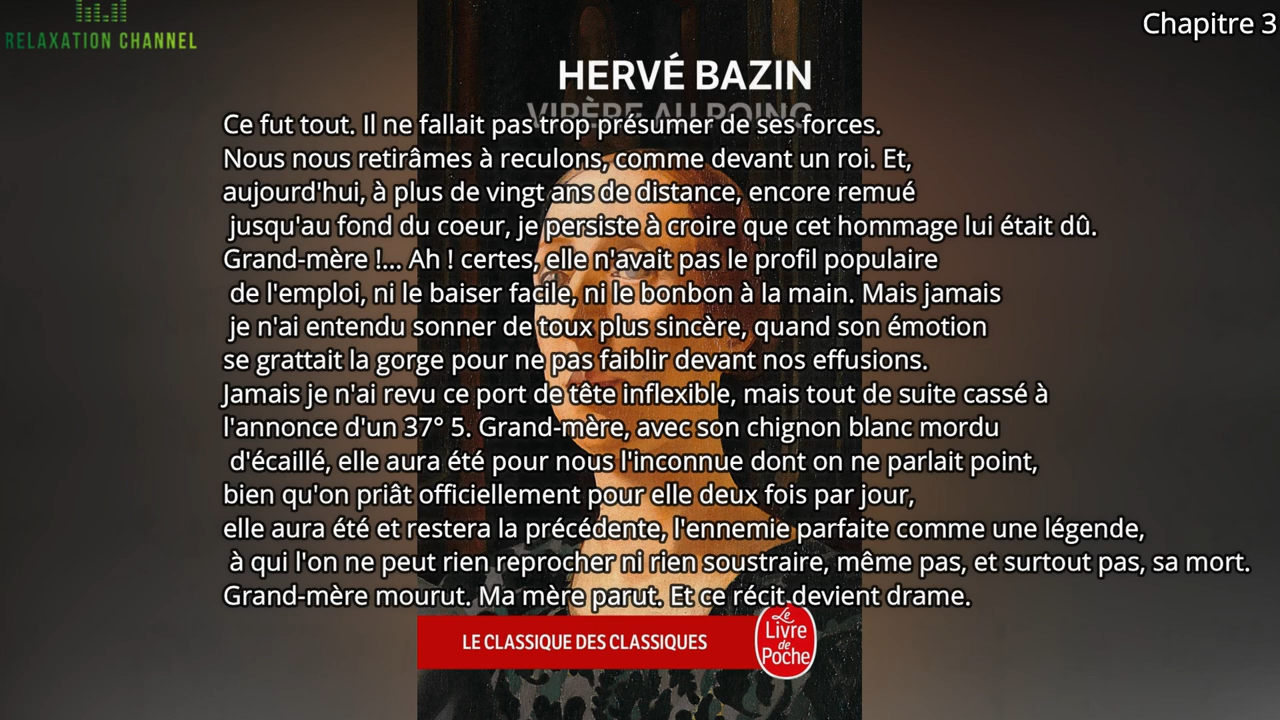 RELAXATION CHANNEL
Chapitre 3
HERVÉ BAZIN
VIPÈRE AU POING
Ce fut tout. Il ne fallait pas trop présumer de ses forces.
Nous nous retirâmes à reculons, comme devant un roi. Et,
aujourd'hui, à plus de vingt ans de distance, encore remué
jusqu'au fond du coeur, je persiste à croire que cet hommage lui était dû.
Grand-mère !... Ah ! certes, elle n'avait pas le profil populaire
de l'emploi, ni le baiser facile, ni le bonbon à la main. Mais jamais
je n'ai entendu sonner de toux plus sincère, quand son émotion
se grattait la gorge pour ne pas faiblir devant nos effusions.
Jamais je n'ai revu ce port de tête inflexible, mais tout de suite cassé à
l'annonce d'un 37° 5. Grand-mère, avec son chignon blanc mordu
d'écaillé, elle aura été pour nous l'inconnue dont on ne parlait point,
bien qu'on priât officiellement pour elle deux fois par jour,
elle aura été et restera la précédente, l'ennemie parfaite comme une légende,
à qui l'on ne peut rien reprocher ni rien soustraire, même pas, et surtout pas, sa mort.
Grand-mère mourut. Ma mère parut. Et ce récit devient drame.
LE CLASSIQUE DES CLASSIQUES
Le
Livre
de
Poche